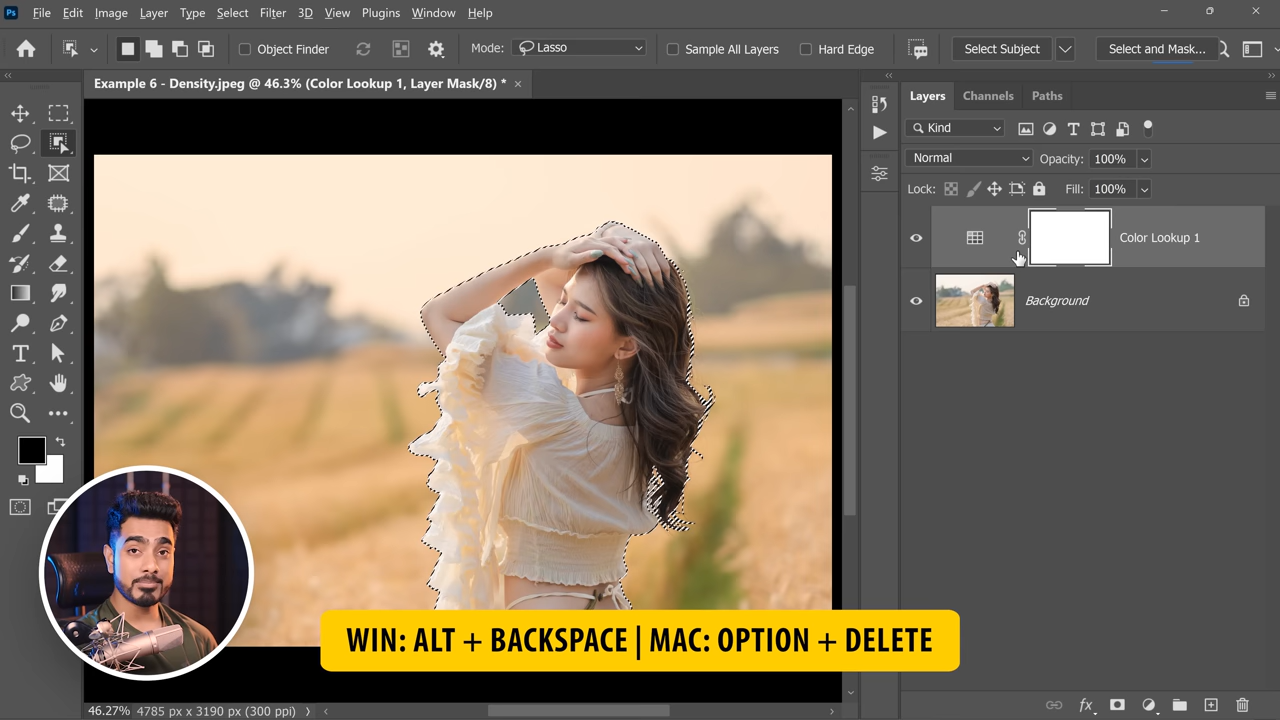 Ps File Edit Image Layer Type Select Filter 3D View Plugins Window Help
Object Finder Mode: Lasso Sample All Layers Hard Edge Select Subject Select and Mask...
Example 6 - Density.jpeg @ 46.3% (Color Lookup 1, Layer Mask/8) * ×
Layers Channels Paths
Kind
Normal Opacity: 100%
Lock: Fill: 100%
Color Lookup 1
Background
WIN: ALT + BACKSPACE | MAC: OPTION + DELETE
46.27% 4785 px x 3190 px (300 ppi)
fx